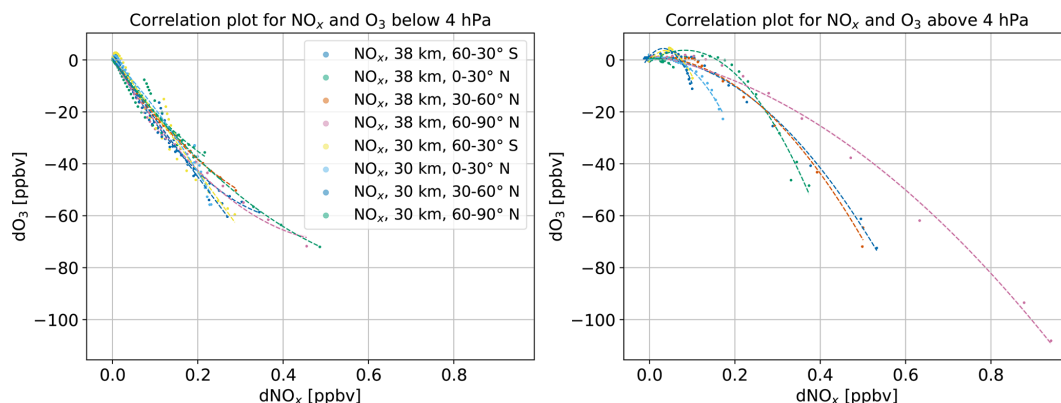 Correlation plot for NOx and O3 below 4 hPa
0
−20
−40
−60
−80
−100
dO3 [ppbv]
0.0 0.2 0.4 0.6 0.8
dNOx [ppbv]
NOx, 38 km, 60-30° S
NOx, 38 km, 0-30° N
NOx, 38 km, 30-60° N
NOx, 38 km, 60-90° N
NOx, 30 km, 60-30° S
NOx, 30 km, 0-30° N
NOx, 30 km, 30-60° N
NOx, 30 km, 60-90° N
Correlation plot for NOx and O3 above 4 hPa
0
−20
−40
−60
−80
−100
dO3 [ppbv]
0.0 0.2 0.4 0.6 0.8
dNOx [ppbv]